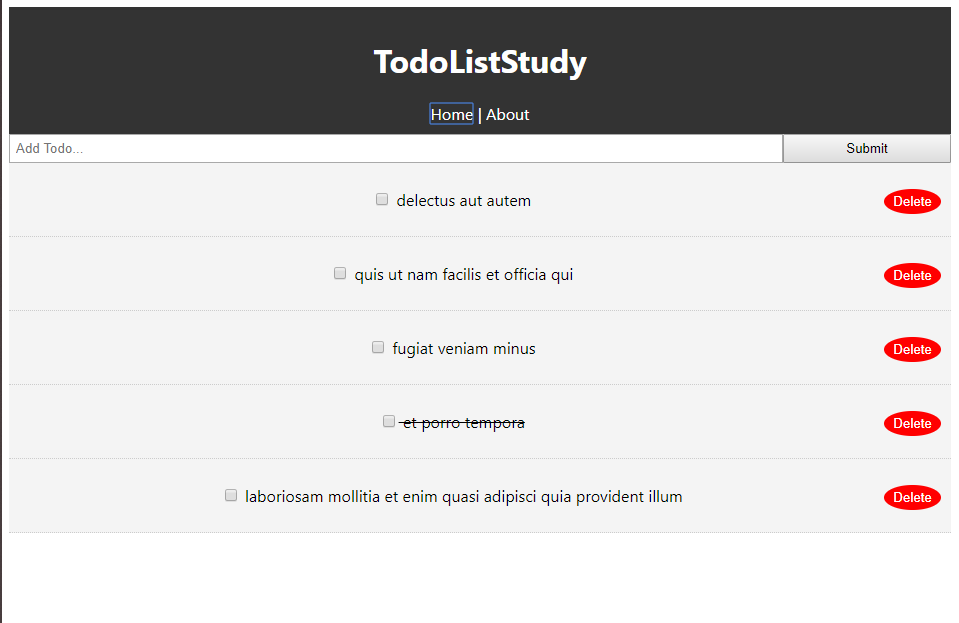 TodoListStudy
Home | About
Add Todo... Submit
delectus aut autem Delete
quis ut nam facilis et officia qui Delete
fugiat veniam minus Delete
et porro tempora Delete
laboriosam mollitia et enim quasi adipisci quia provident illum Delete